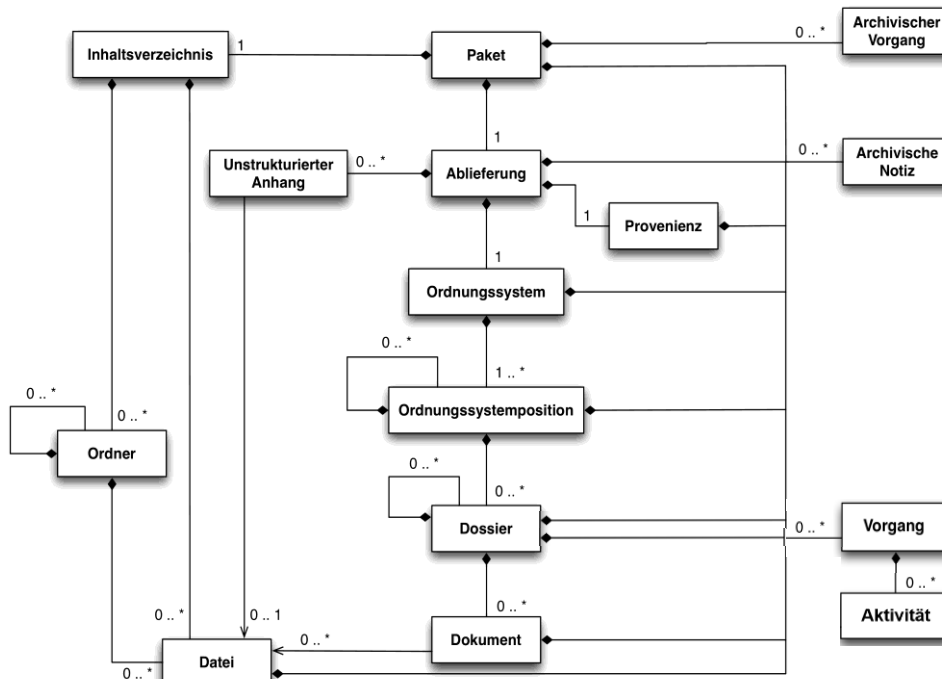 0 .. *
Archivischer
Vorgang
Inhaltsverzeichnis
1
Paket
1
0 .. *
Unstrukturierter
Anhang
0 .. *
Ablieferung
Archivische
Notiz
1
Provenienz
1
Ordnungssystem
0 .. *
1 .. *
0 .. *
0 .. *
Ordnungssystemposition
Ordner
0 .. *
0 .. *
Dossier
0 .. *
Vorgang
0 .. *
0 .. *
0 .. 1
0 .. *
0 .. *
Dokument
Aktivität
Datei
0 .. *